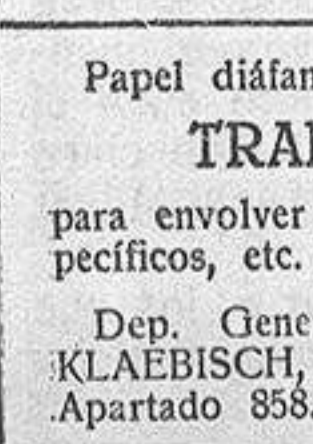 Papel diáfan
TRA
para envolver
pecíficos, etc.
Dep. Gene
KLAEBISCH,
Apartado 858.